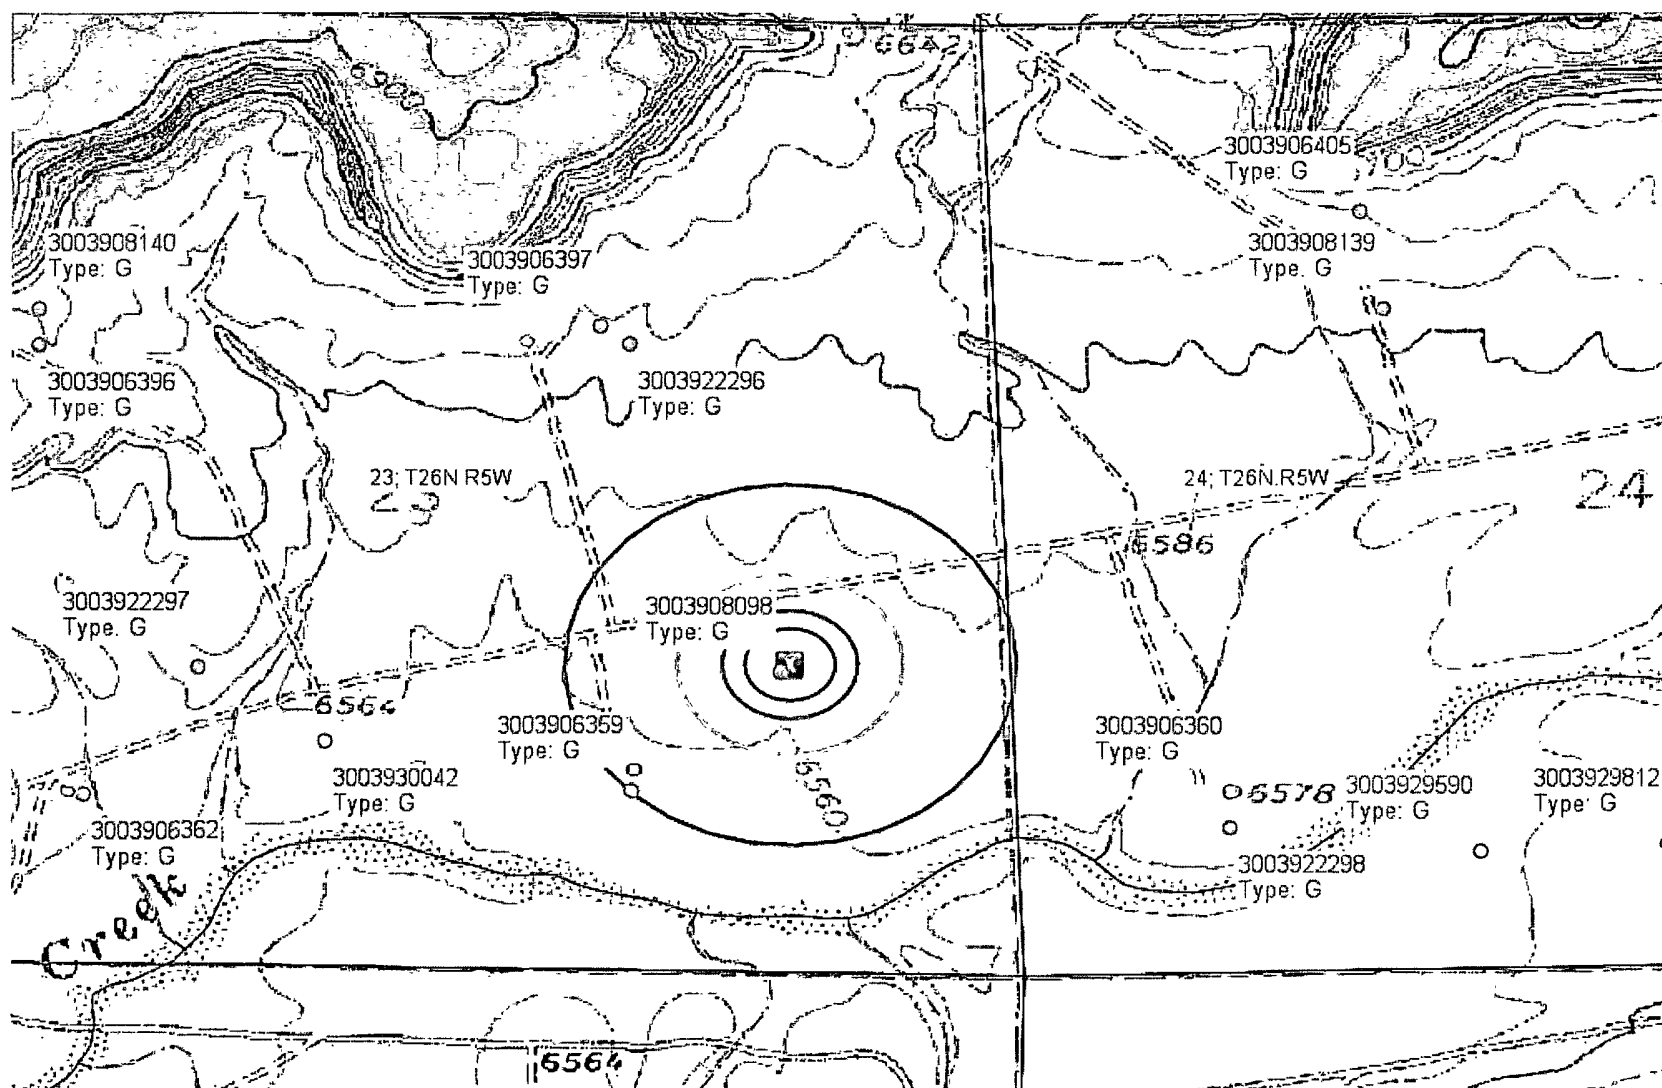 6642
3003906405
Type: G
3003908140
Type: G
3003908139
Type. G
3003906397
Type: G
3003906396
Type: G
3003922296
Type: G
23; T26N R5W
23
24; T26N.R5W
24
6586
3003922297
Type. G
3003908098
Type: G
6564
3003906359
Type: G
3003906360
Type: G
6560
3003930042
Type: G
6578
3003929590
Type: G
3003929812
Type: G
3003906362
Type: G
3003922298
Type: G
Creek
6564